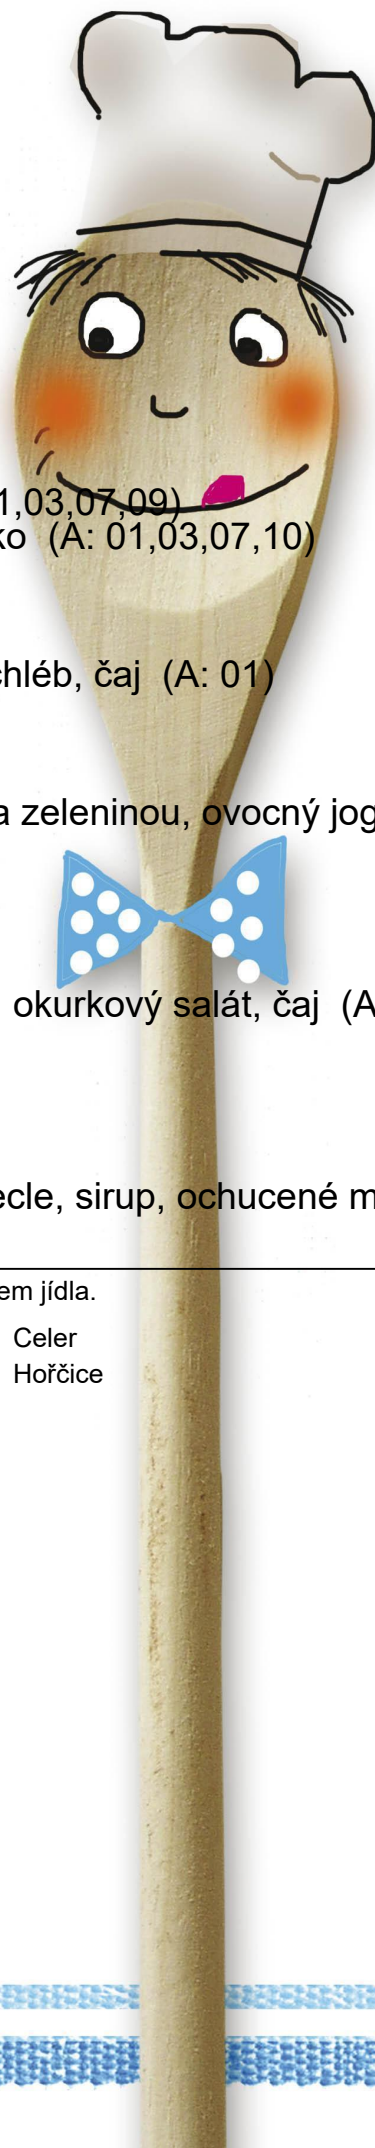 1,03,07,09)
ko (A: 01,03,07,10)
chléb, čaj (A: 01)
a zeleninou, ovocný jog
okurkový salát, čaj (A
ecle, sirup, ochucené m
em jídla.
Celer
Hořčice